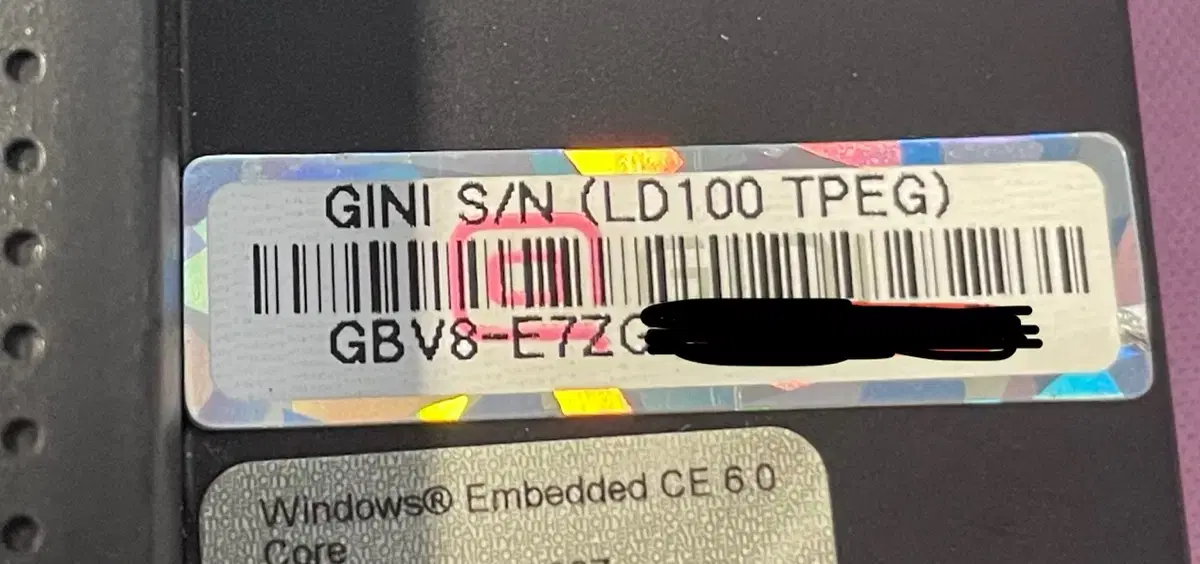 GINI S/N (LD100 TPEG)
GBV8-E7ZG
Windows® Embedded CE 6.0
Core